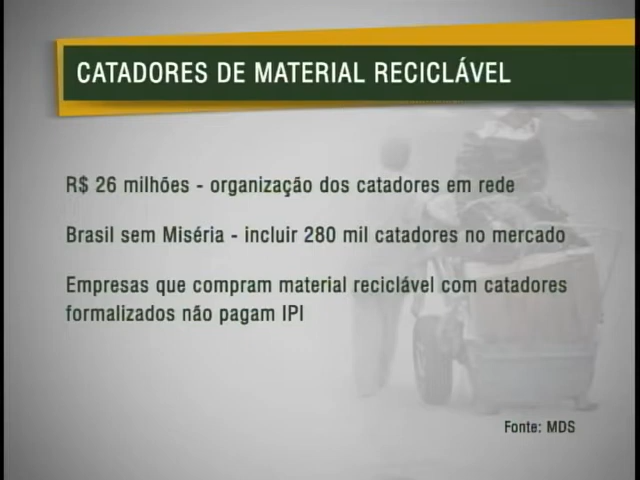 CATADORES DE MATERIAL RECICLÁVEL
R$ 26 milhões - organização dos catadores em rede
Brasil sem Miséria - incluir 280 mil catadores no mercado
Empresas que compram material reciclável com catadores
formalizados não pagam IPI
Fonte: MDS